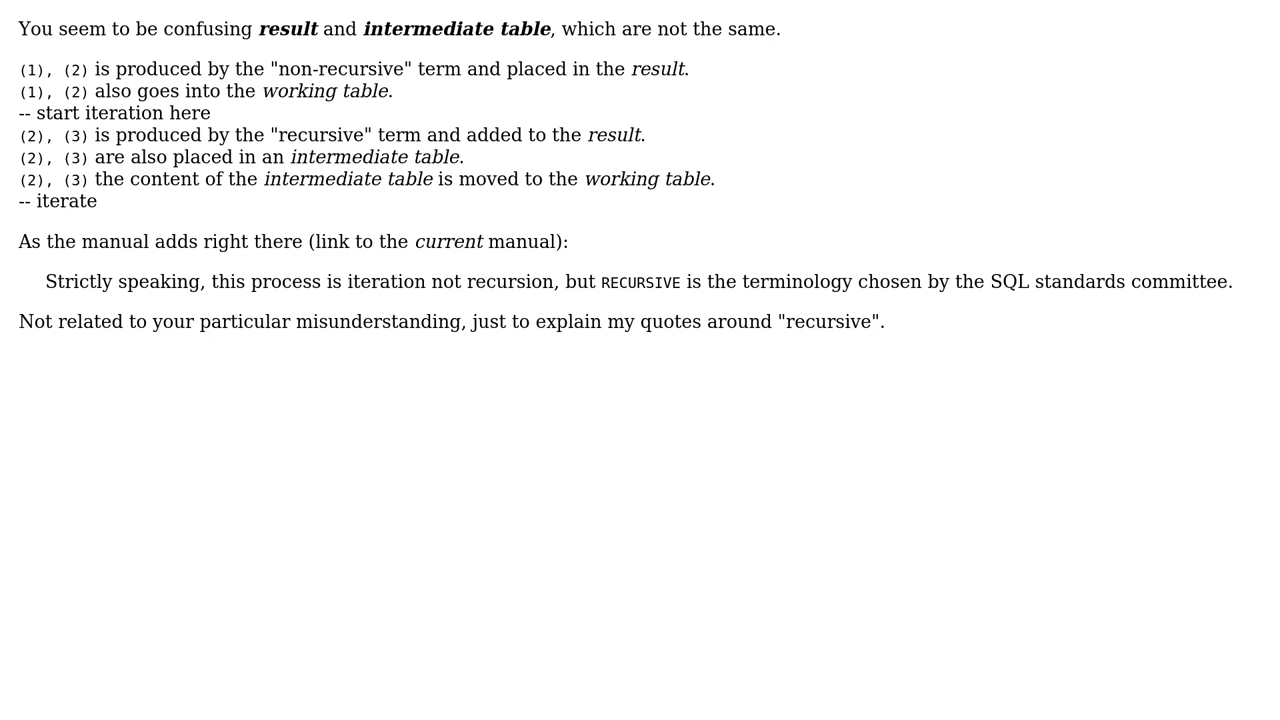 You seem to be confusing result and intermediate table, which are not the same.
(1), (2) is produced by the "non-recursive" term and placed in the result.
(1), (2) also goes into the working table.
-- start iteration here
(2), (3) is produced by the "recursive" term and added to the result.
(2), (3) are also placed in an intermediate table.
(2), (3) the content of the intermediate table is moved to the working table.
-- iterate
As the manual adds right there (link to the current manual):
Strictly speaking, this process is iteration not recursion, but RECURSIVE is the terminology chosen by the SQL standards committee.
Not related to your particular misunderstanding, just to explain my quotes around "recursive".